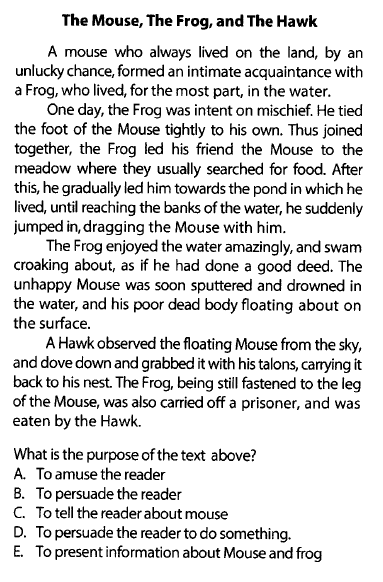 The Mouse, The Frog, and The Hawk
A mouse who always lived on the land, by an
unlucky chance, formed an intimate acquaintance with
a Frog, who lived, for the most part, in the water.
One day, the Frog was intent on mischief. He tied
the foot of the Mouse tightly to his own. Thus joined
together, the Frog led his friend the Mouse to the
meadow where they usually searched for food. After
this, he gradually led him towards the pond in which he
lived, until reaching the banks of the water, he suddenly
jumped in, dragging the Mouse with him.
The Frog enjoyed the water amazingly, and swam
croaking about, as if he had done a good deed. The
unhappy Mouse was soon sputtered and drowned in
the water, and his poor dead body floating about on
the surface.
A Hawk observed the floating Mouse from the sky,
and dove down and grabbed it with his talons, carrying it
back to his nest. The Frog, being still fastened to the leg
of the Mouse, was also carried off a prisoner, and was
eaten by the Hawk.
What is the purpose of the text above?
A. To amuse the reader
B. To persuade the reader
C. To tell the reader about mouse
D. To persuade the reader to do something.
E. To present information about Mouse and frog